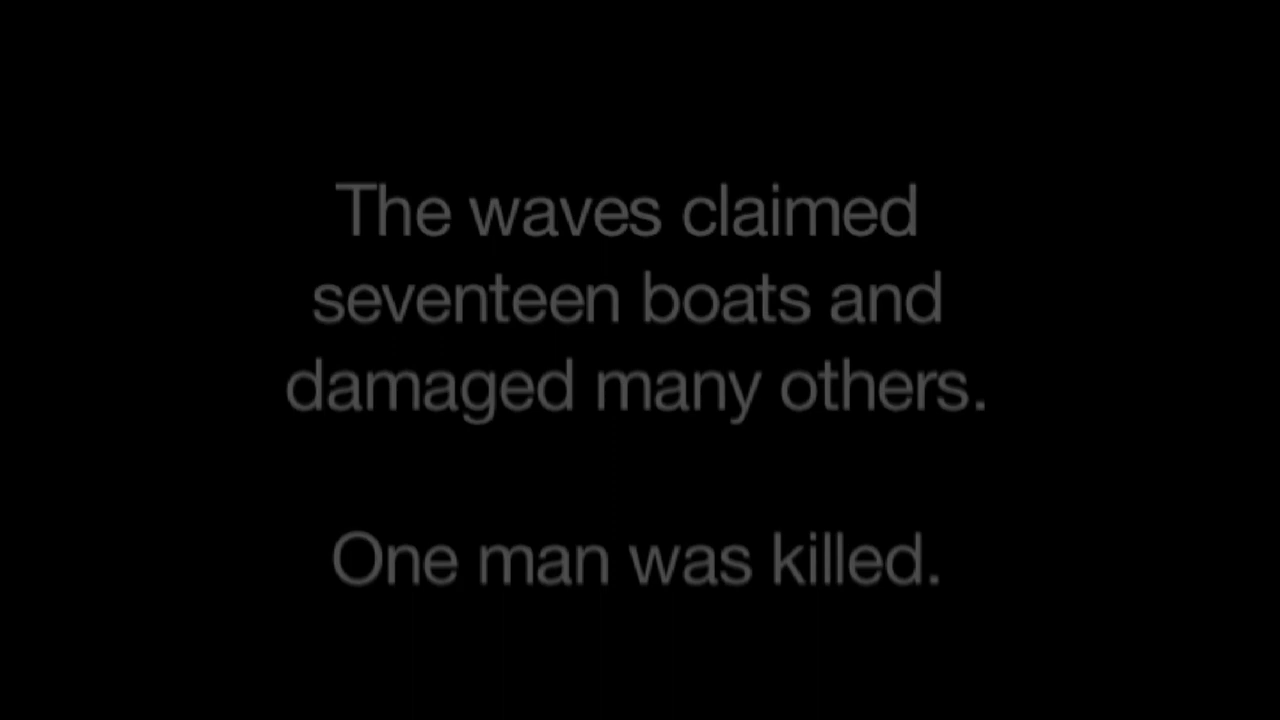 The waves claimed
seventeen boats and
damaged many others.
One man was killed.